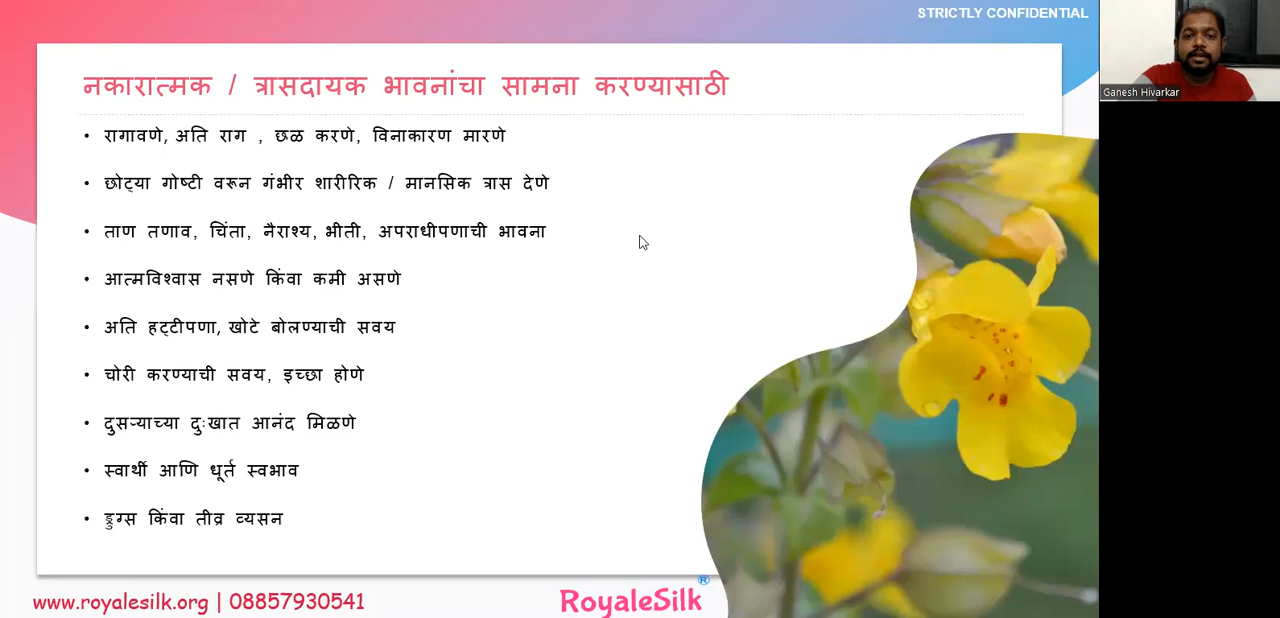 STRICTLY CONFIDENTIAL
Ganesh Hivarkar
नकारात्मक / त्रासदायक भावनांचा सामना करण्यासाठी
• रागावणे, अति राग , छळ करणे, विनाकारण मारणे
• छोट्या गोष्टी वरून गंभीर शारीरिक / मानसिक त्रास देणे
• ताण तणाव, चिंता, नैराश्य, भीती, अपराधीपणाची भावना
• आत्मविश्वास नसणे किंवा कमी असणे
• अति हट्टीपणा, खोटे बोलण्याची सवय
• चोरी करण्याची सवय, इच्छा होणे
• दुसऱ्याच्या दुःखात आनंद मिळणे
• स्वार्थी आणि धूर्त स्वभाव
• ड्रुग्स किंवा तीव्र व्यसन
www.royalesilk.org | 08857930541
RoyaleSilk®